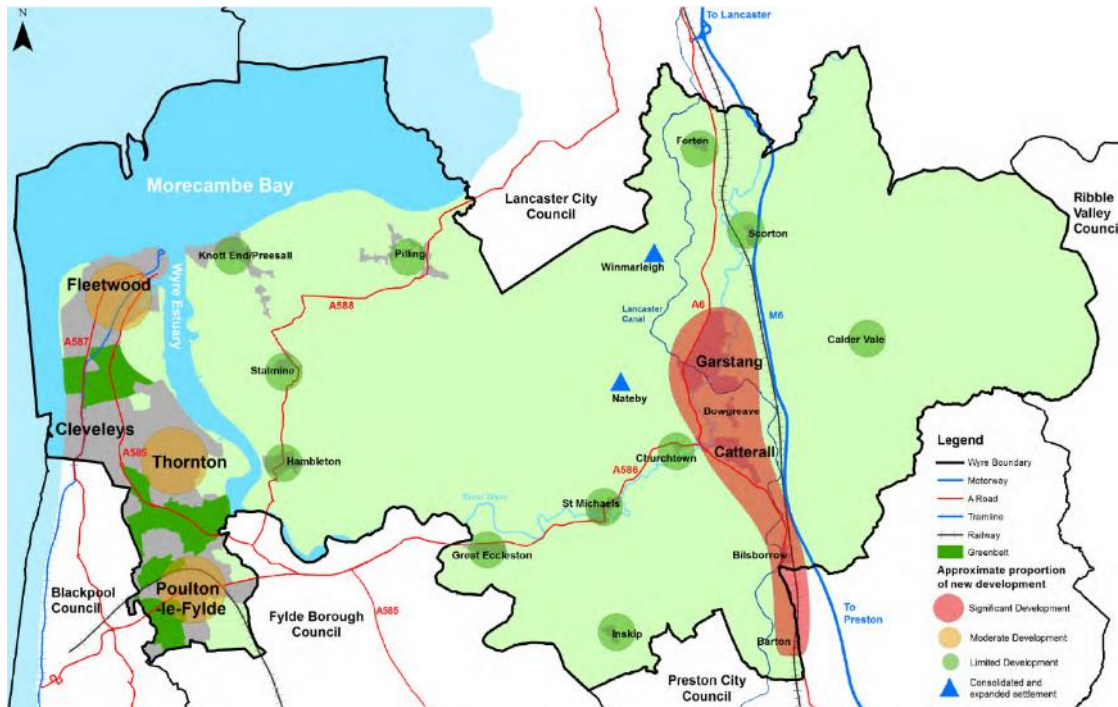 N
To Lancaster
Forton
Morecambe Bay
Lancaster City
Council
Ribble
Valley
Council
Knott End/Preesall
Pilling
Scorton
Winmarleigh
Fleetwood
Wyre Estuary
A588
Lancaster
Canal
A6
M6
A587
Calder Vale
Garstang
Stalmine
Nateby
Bowgreave
Cleveleys
Thornton
A585
Hambleton
Churchtown
Catterall
A586
River Wyre
St Michaels
Great Eccleston
Bilsborrow
Blackpool
Council
Poulton
-le-Fylde
Fylde Borough
Council
A585
Inskip
Barton
To
Preston
Preston City
Council
Legend
Wyre Boundary
Motorway
A Road
Tramline
Railway
Greenbelt
Approximate proportion
of new development
Significant Development
Moderate Development
Limited Development
Consolidated and
expanded settlement